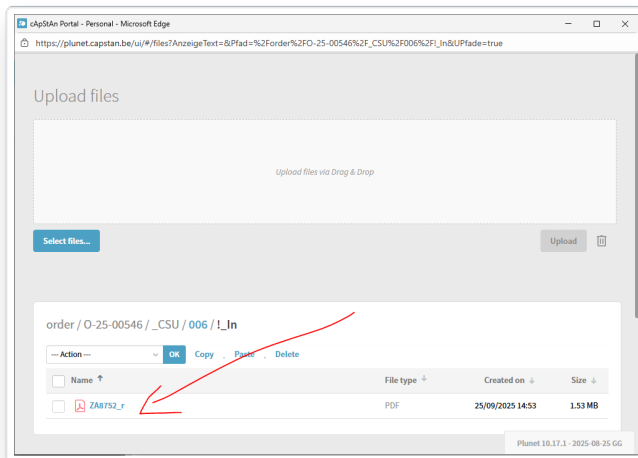 cApStAn Portal - Personal - Microsoft Edge
https://plunet.capstan.be/ui/#/files?AnzeigeText=&Pfad=%2Forder%2FO-25-00546%2F_CSU%2F006%2F!_In&UPfade=true
Upload files
Upload files via Drag & Drop
Select files...
Upload
order / O-25-00546 / _CSU / 006 / !_In
--- Action --- OK Copy , Paste , Delete
Name ↑ File type ↓ Created on ↓ Size ↓
ZA8752_r PDF 25/09/2025 14:53 1.53 MB
Plunet 10.17.1 - 2025-08-25 GG